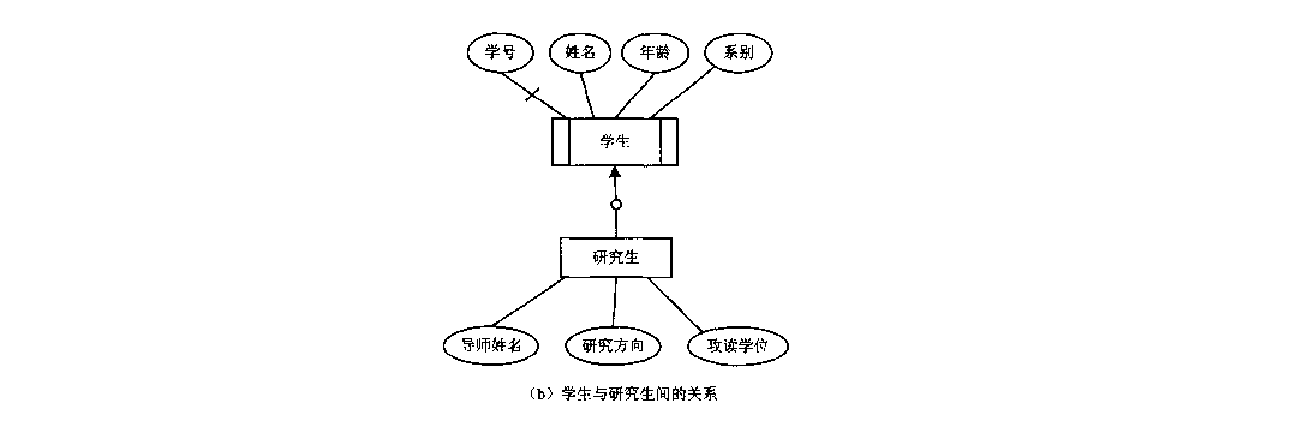 学号 姓名 年龄 系别
学生
研究生
导师姓名 研究方向 攻读学位
（b）学生与研究生间的关系